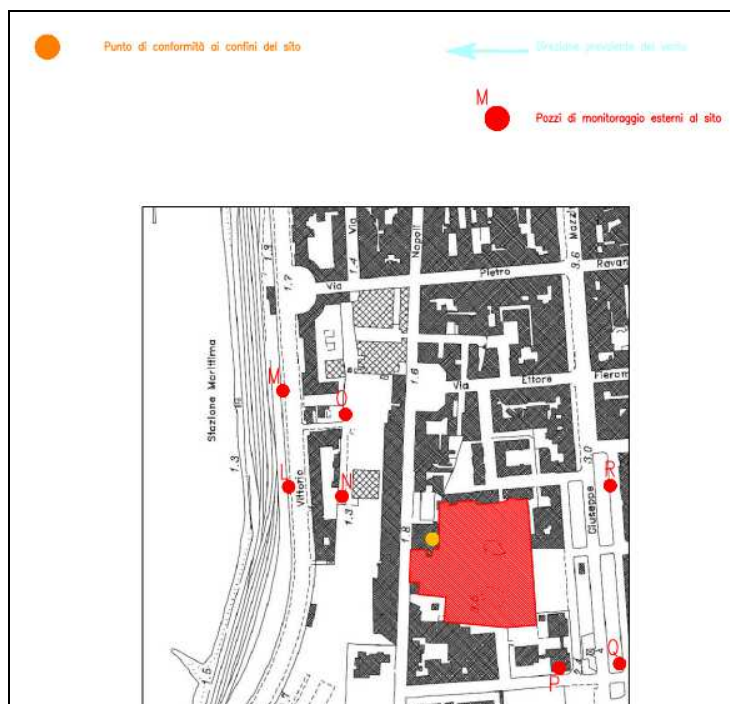 Punto di conformità ai confini del sito
Direzione prevalente del vento
M
Pozzi di monitoraggio esterni al sito
Via
1.4
1.9
1.7
Napoli
Mazzi
3.6
Via
Pietro
Ravan
Stazione Marittima
M
O
1.6
Via
Ettore
Fieram
1.3
L
Vittorio
N
1.3
3.0
R
Giuseppe
1.8
P
Q
1.5